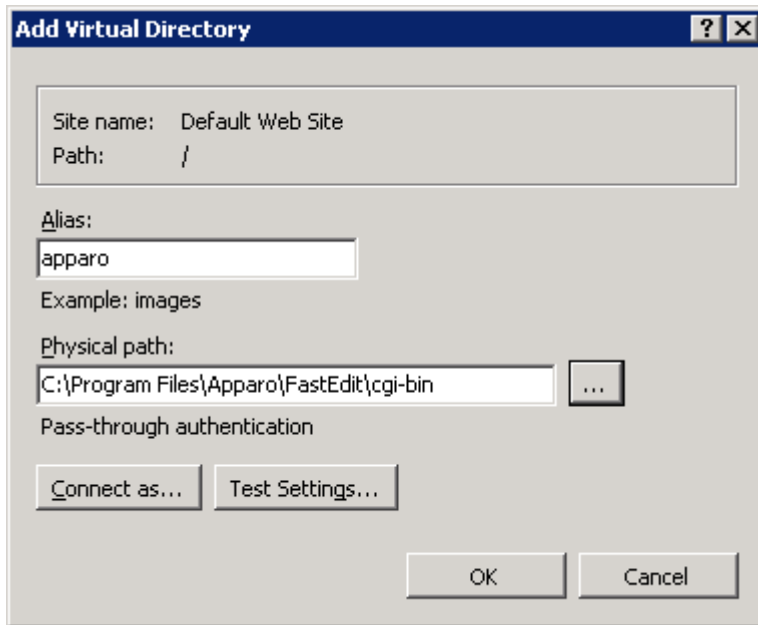 Add Virtual Directory
Site name: Default Web Site
Path: /
Alias:
apparo
Example: images
Physical path:
C:\Program Files\Apparo\FastEdit\cgi-bin
...
Pass-through authentication
Connect as... Test Settings...
OK Cancel